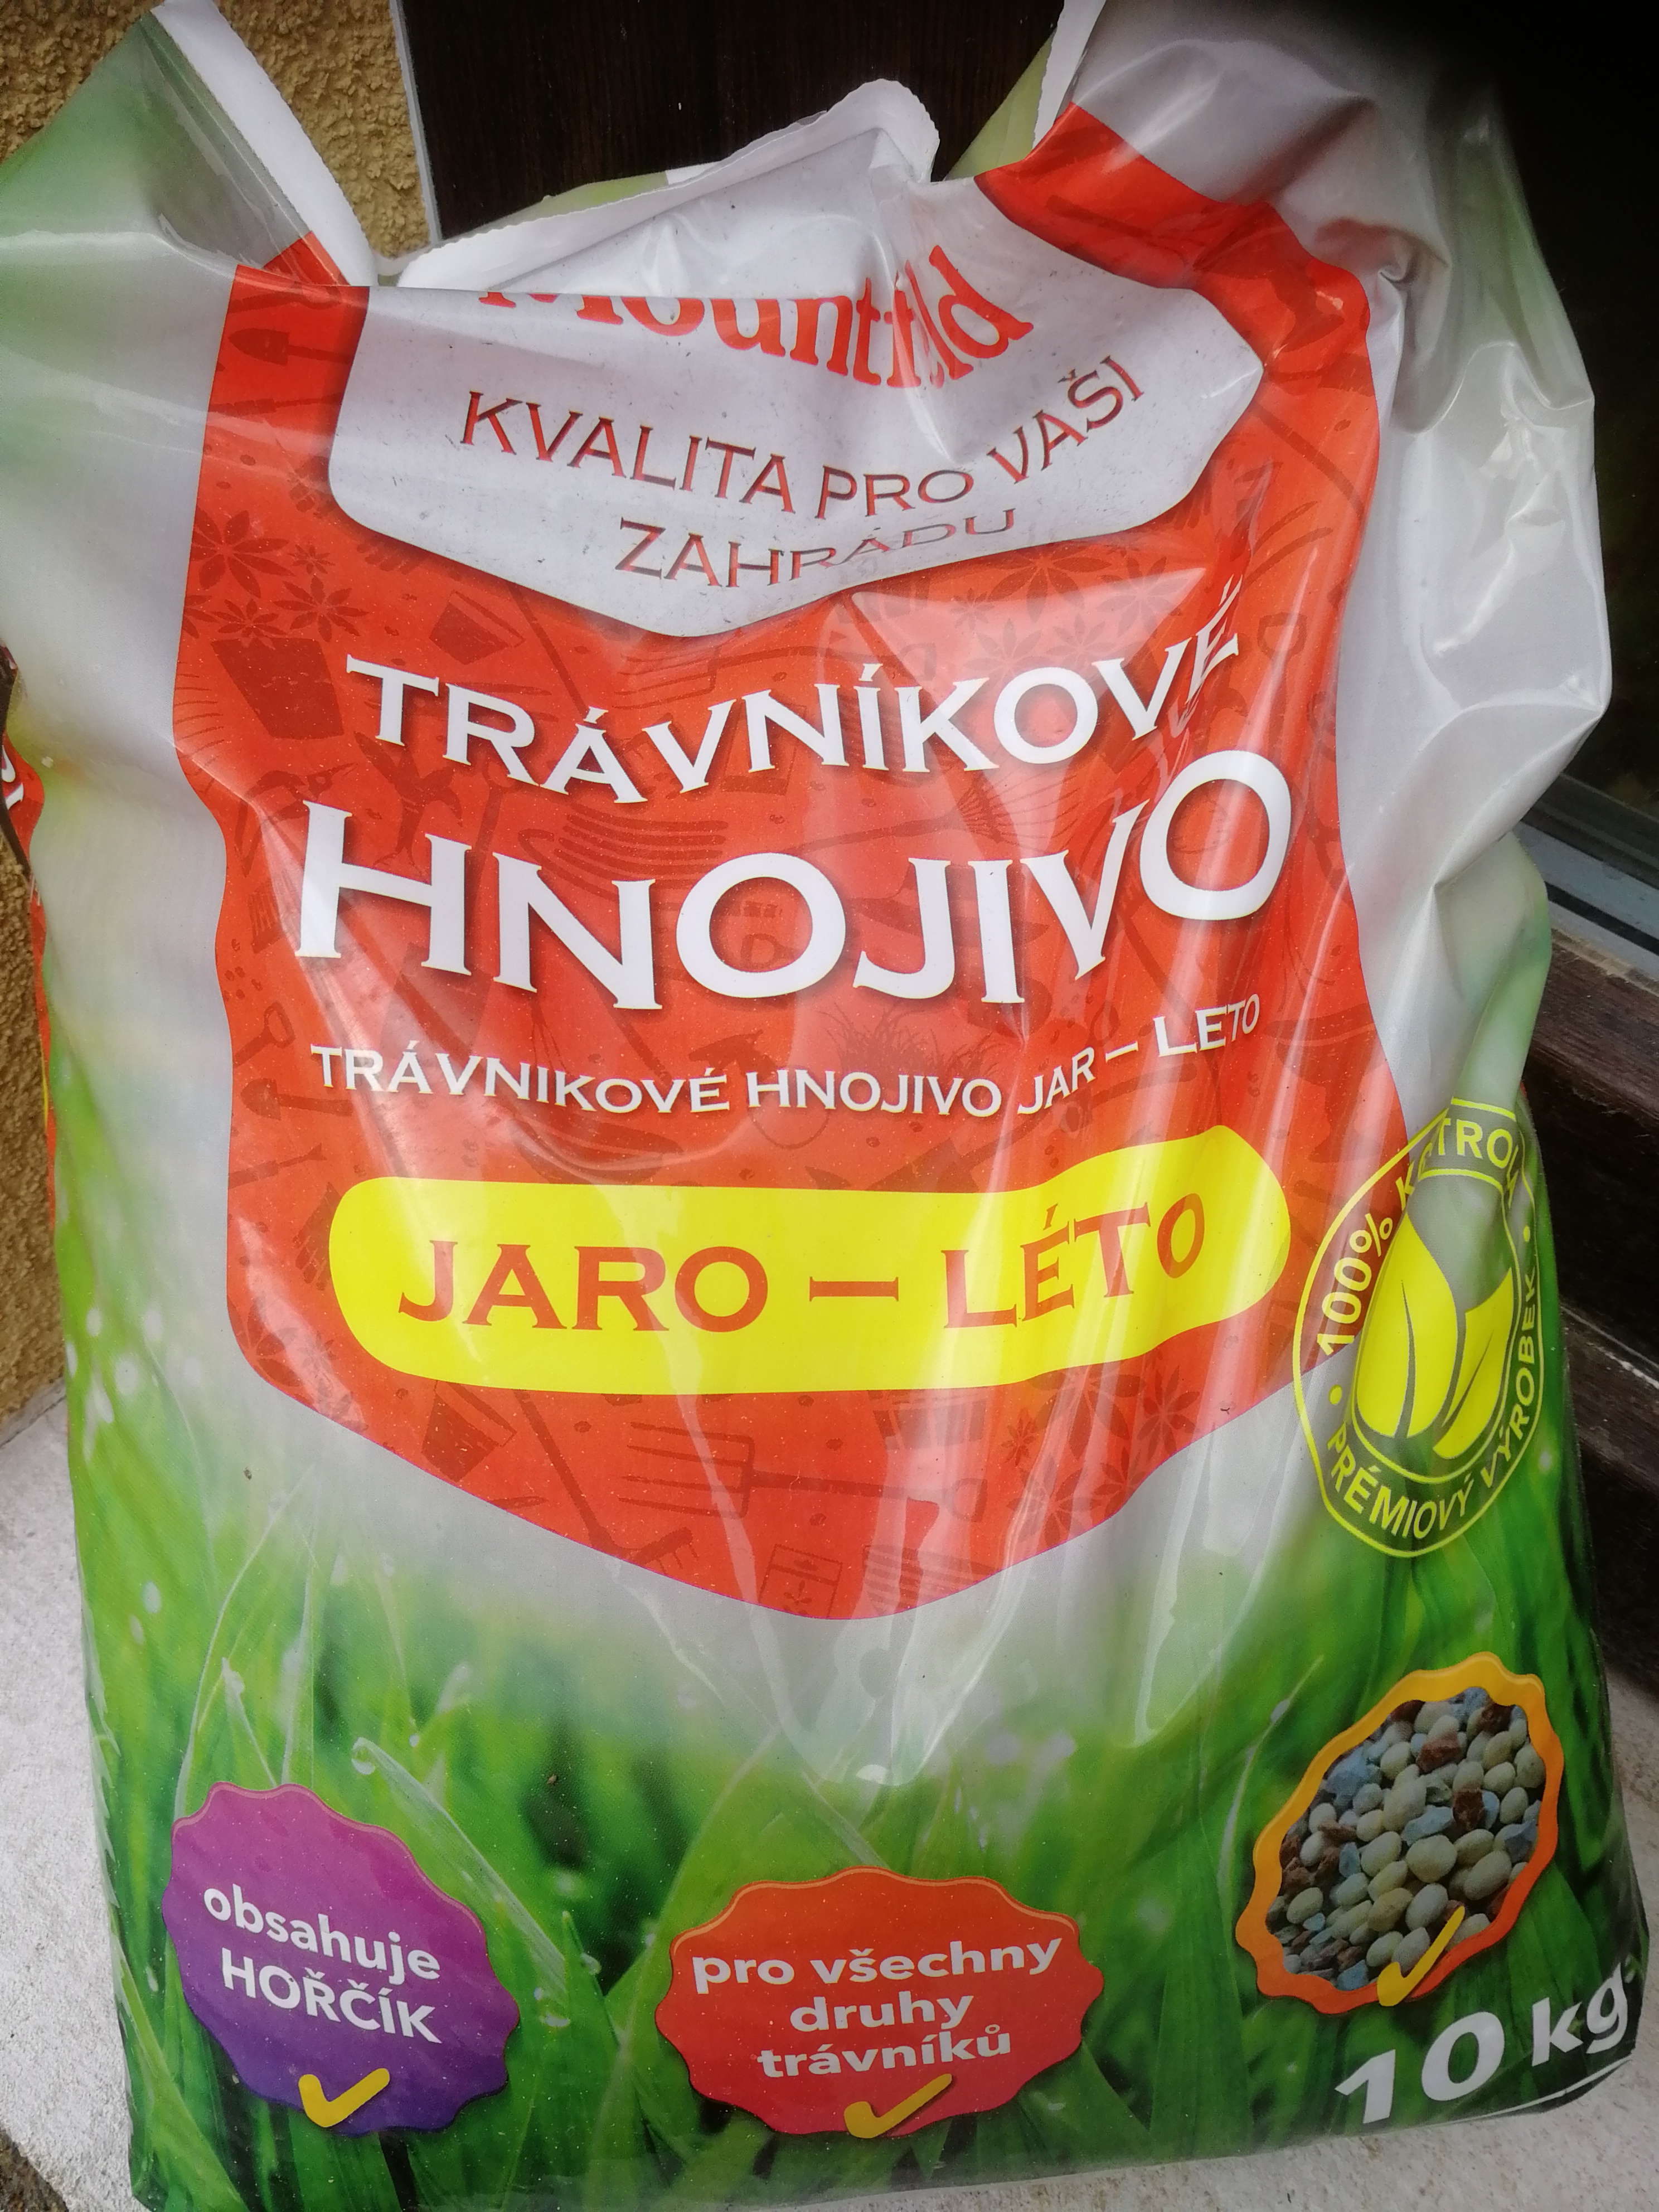 Mountfield
KVALITA PRO VAŠI
ZAHRADU
TRÁVNÍKOVÉ
HNOJIVO
TRÁVNIKOVÉ HNOJIVO JAR – LETO
JARO – LÉTO
100%
PRÉMIOVÝ VÝROBEK
obsahuje
HOŘČÍK
pro všechny
druhy
trávníků
10 kg